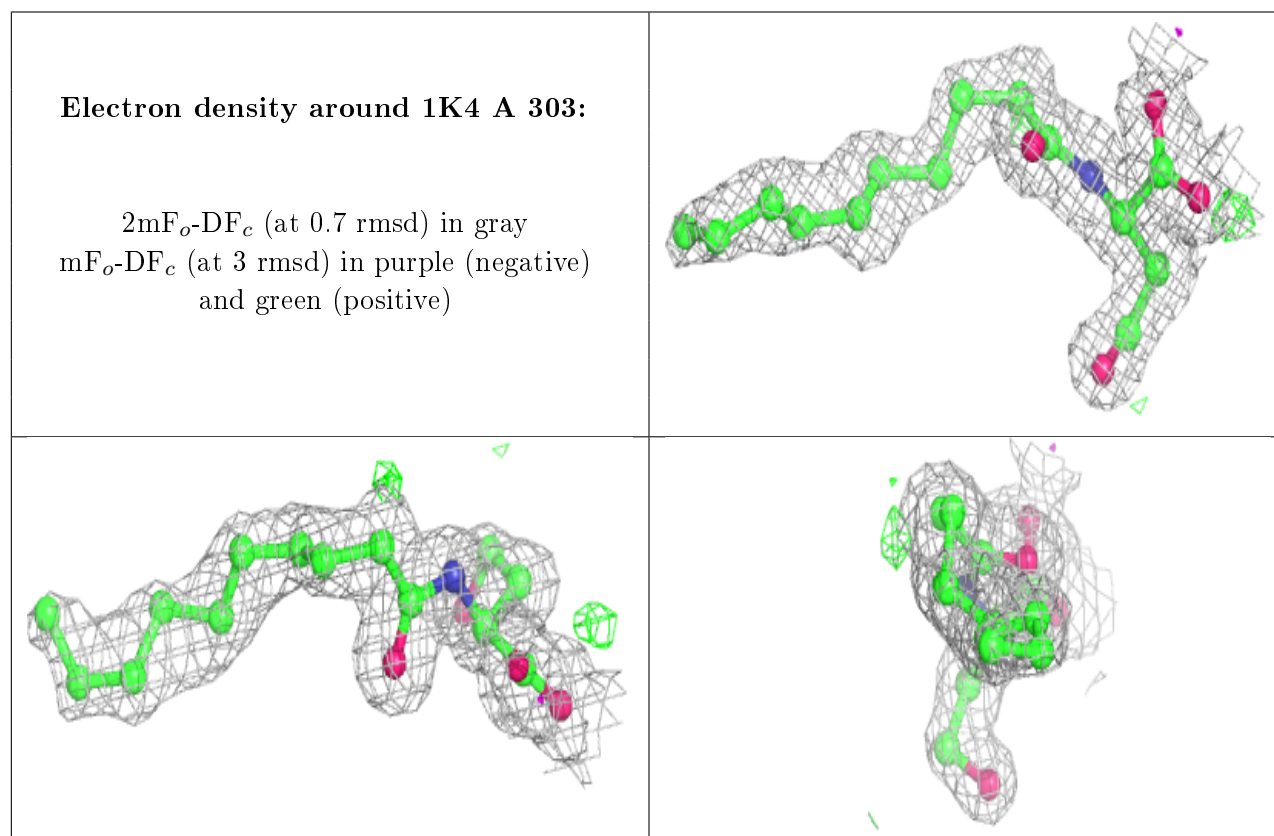 Electron density around 1K4 A 303:
2mFₒ-DF𝑐 (at 0.7 rmsd) in gray
mFₒ-DF𝑐 (at 3 rmsd) in purple (negative)
and green (positive)